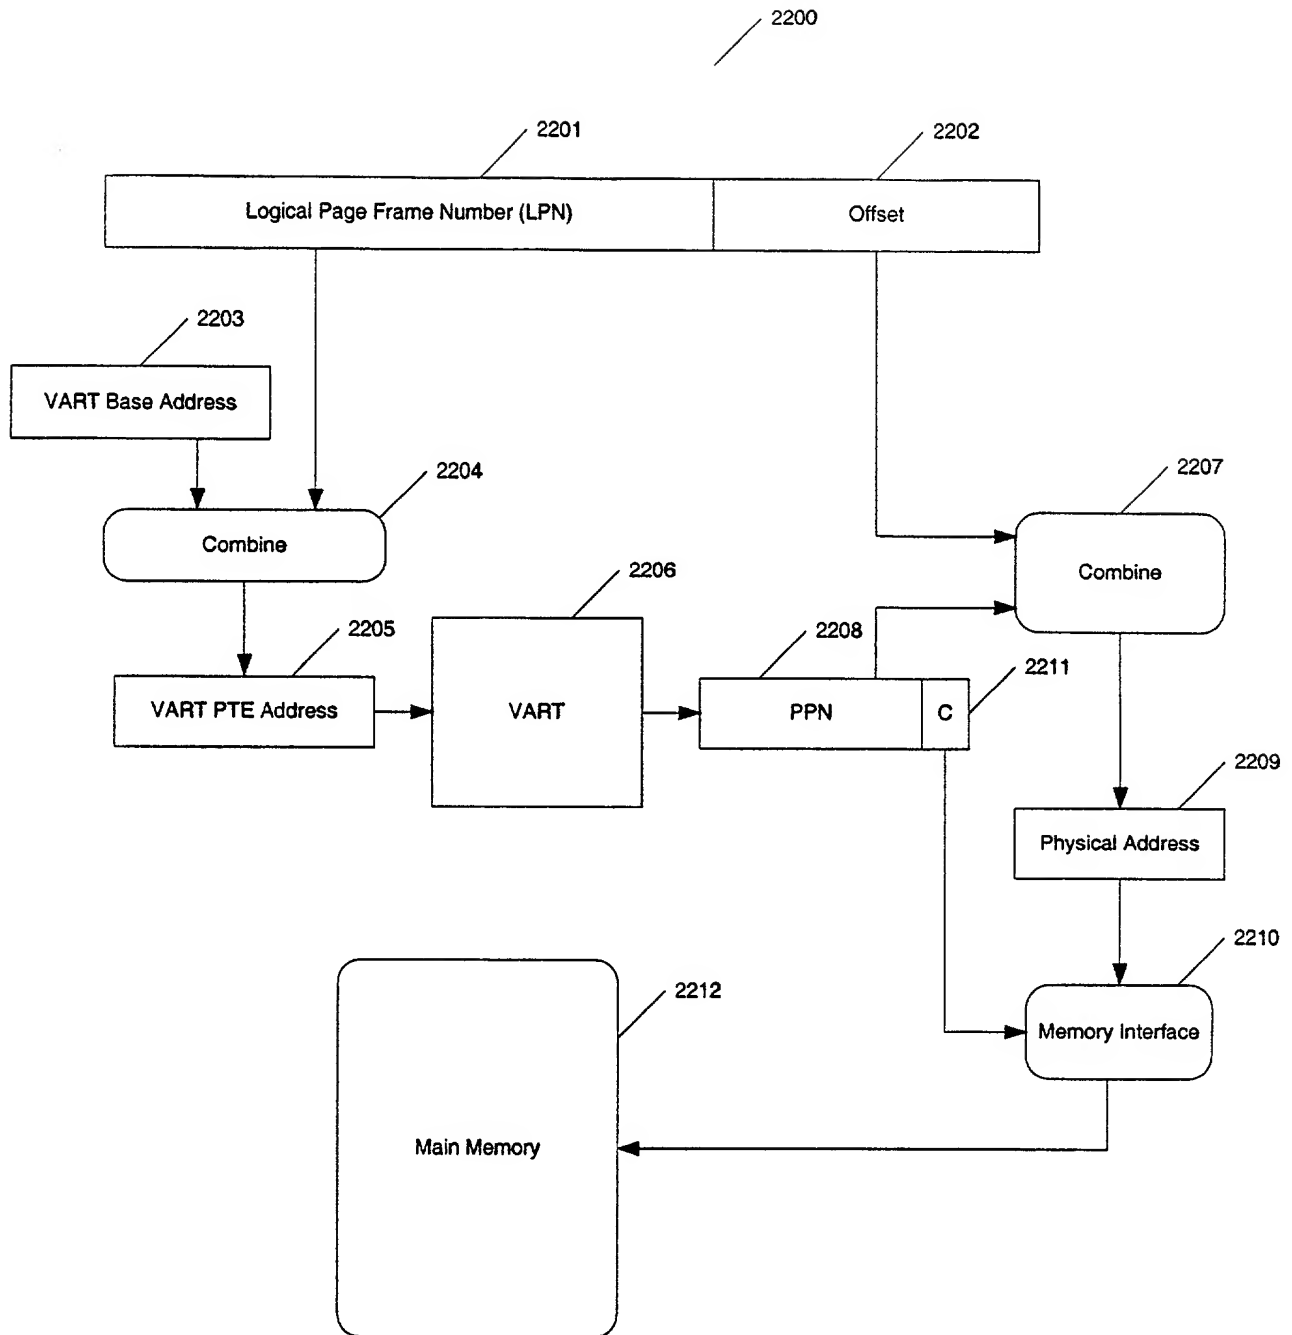 2200
2201
2202
Logical Page Frame Number (LPN)
Offset
2203
VART Base Address
2204
2207
Combine
Combine
2206
2205
2208
2211
VART PTE Address
VART
PPN
C
2209
Physical Address
2210
2212
Memory Interface
Main Memory